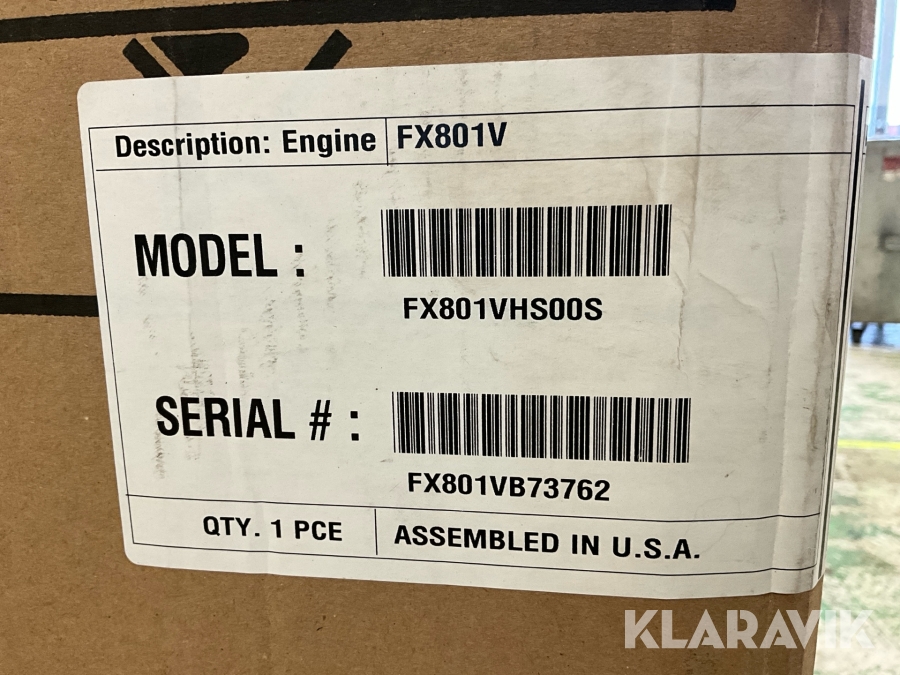 Description: Engine FX801V
MODEL :
FX801VHS00S
SERIAL # :
FX801VB73762
QTY. 1 PCE ASSEMBLED IN U.S.A.
KLARAVIK